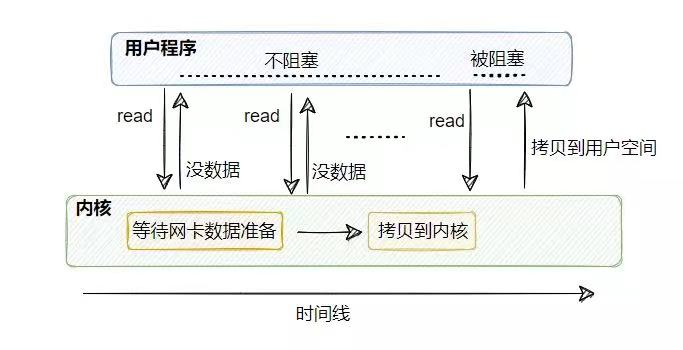 用户程序
不阻塞
被阻塞
read
read
read
没数据
没数据
拷贝到用户空间
内核
等待网卡数据准备
拷贝到内核
时间线